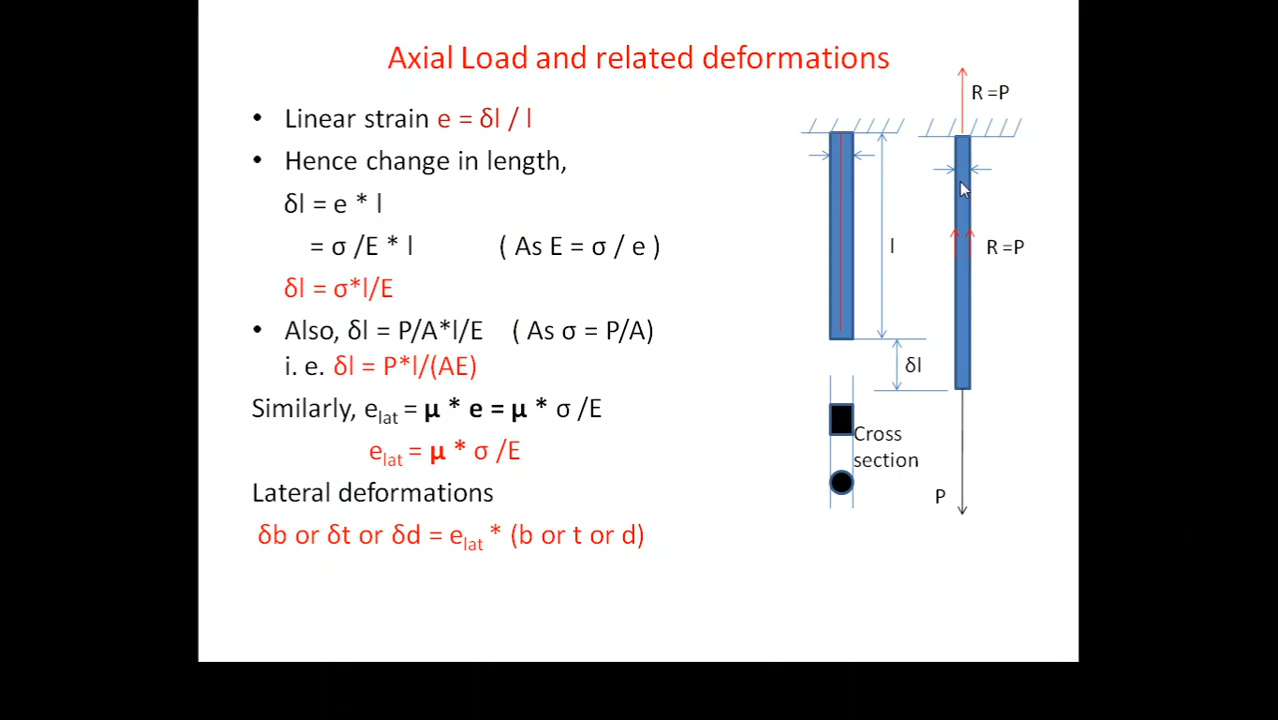 Axial Load and related deformations
• Linear strain e = δl / l
• Hence change in length,
δl = e * l
= σ /E * l ( As E = σ / e )
δl = σ*l/E
• Also, δl = P/A*l/E ( As σ = P/A)
i. e. δl = P*l/(AE)
Similarly, elat = μ * e = μ * σ /E
elat = μ * σ /E
Lateral deformations
δb or δt or δd = elat * (b or t or d)
R =P
l
R =P
δl
Cross
section
P